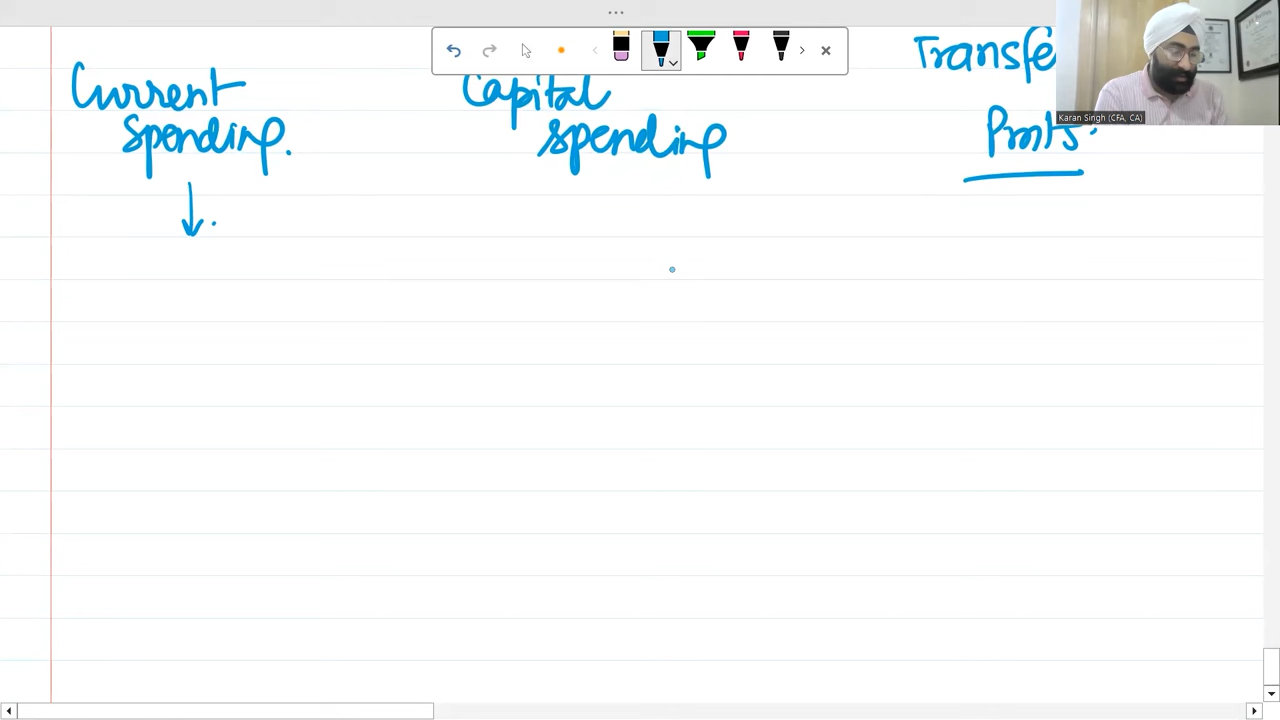 Current
spending.
Capital
spending
Transfe
Pmts.
Karan Singh (CFA, CA)